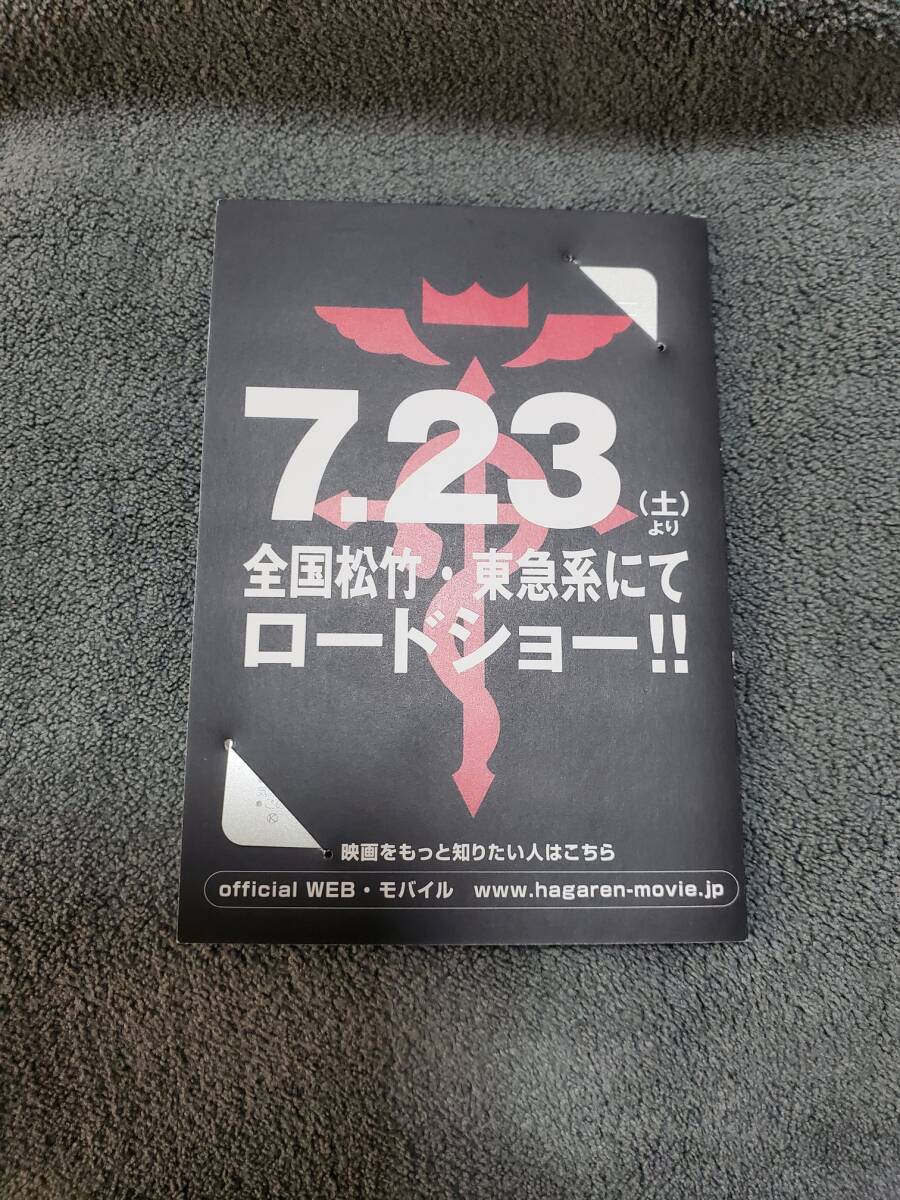 7.23
(土)
より
全国松竹・東急系にて
ロードショー!!
映画をもっと知りたい人はこちら
official WEB・モバイル www.hagaren-movie.jp